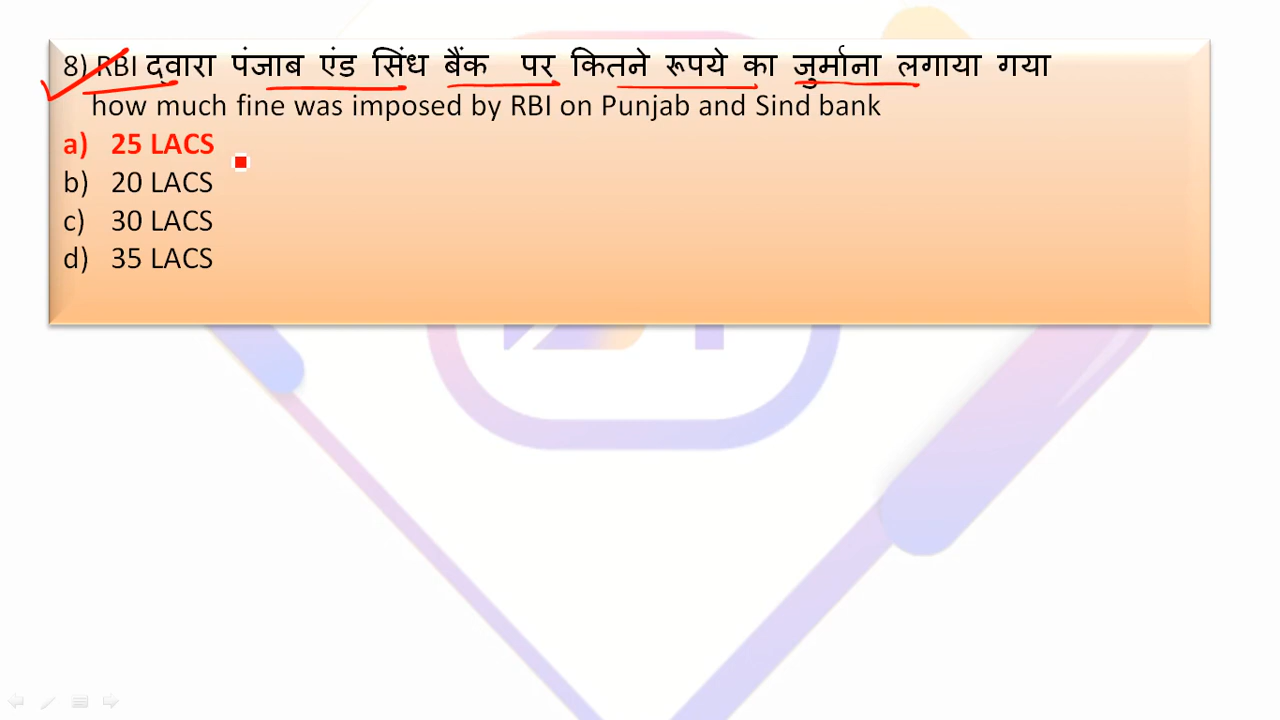 8) RBI द्वारा पंजाब एंड सिंध बैंक पर कितने रूपये का जुर्माना लगाया गया
how much fine was imposed by RBI on Punjab and Sind bank
a) 25 LACS
b) 20 LACS
c) 30 LACS
d) 35 LACS